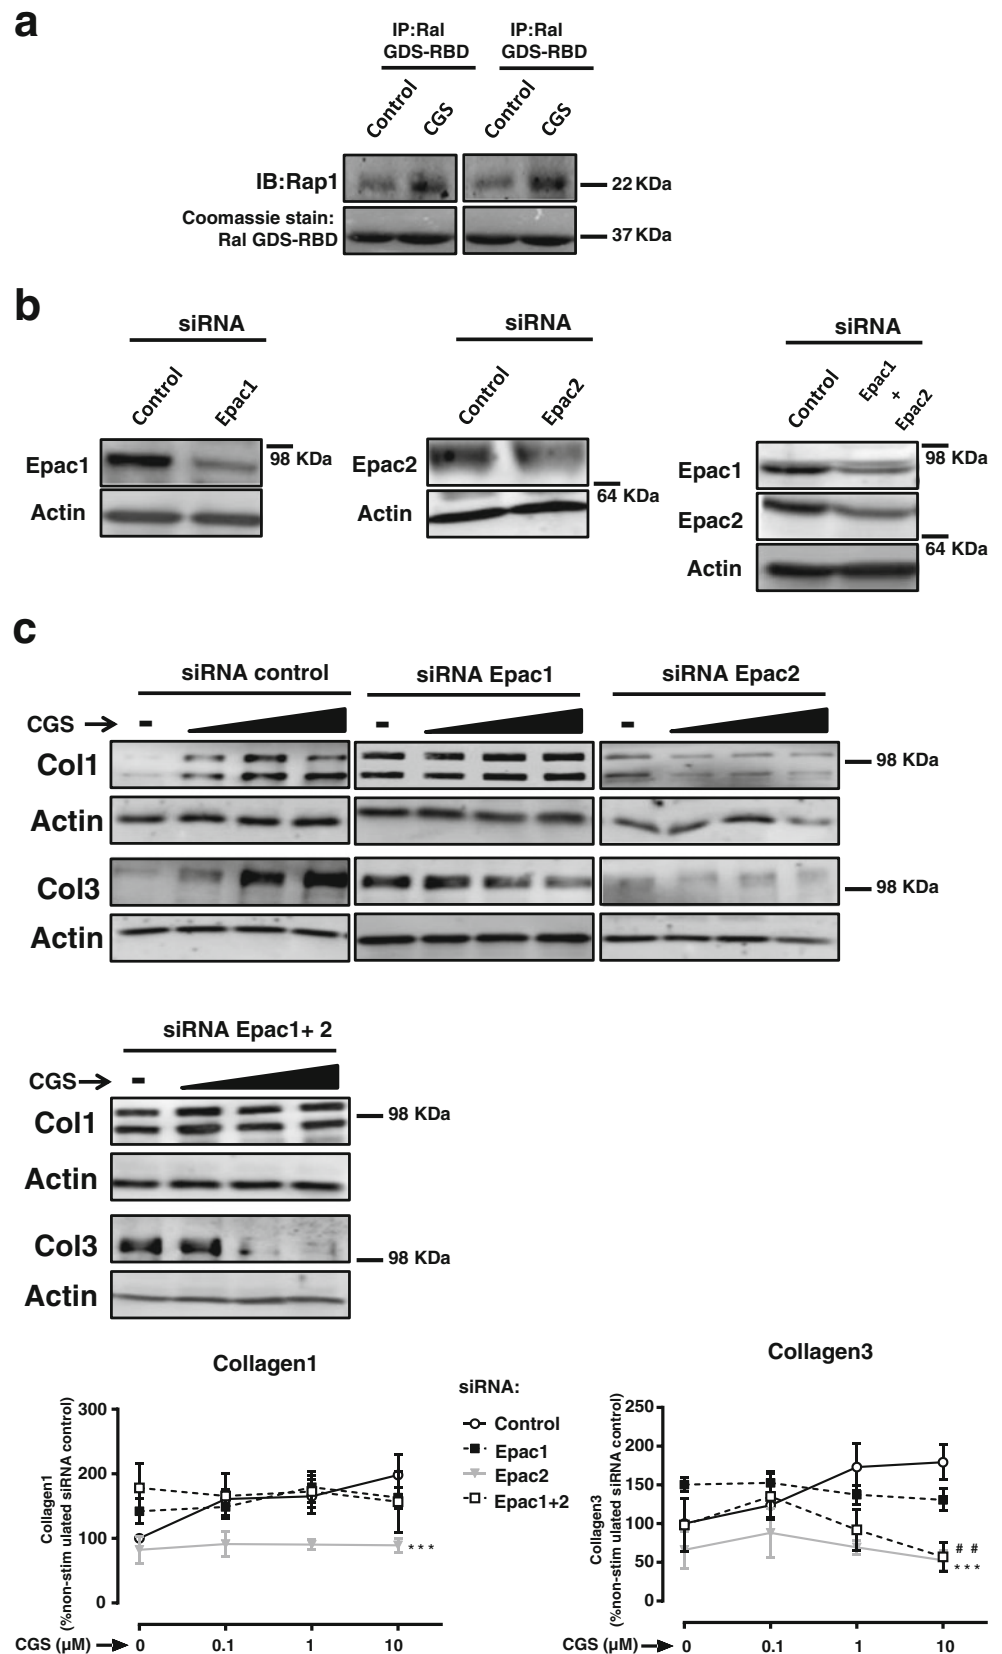 a
IP:Ral GDS-RBD
IP:Ral GDS-RBD
Control CGS Control CGS
IB:Rap1
22 KDa
Coomassie stain:
Ral GDS-RBD
37 KDa
b
siRNA
Control Epac1
Epac1
98 KDa
Actin
siRNA
Control Epac2
Epac2
64 KDa
Actin
siRNA
Control Epac1 + Epac2
Epac1
98 KDa
Epac2
64 KDa
Actin
c
siRNA control siRNA Epac1 siRNA Epac2
CGS - - -
Col1
98 KDa
Actin
Col3
98 KDa
Actin
siRNA Epac1+ 2
CGS -
Col1
98 KDa
Actin
Col3
98 KDa
Actin
Collagen1
Collagen1
(%non-stim ulated siRNA control)
300
200
100
0
***
CGS (µM) 0 0.1 1 10
siRNA:
Control
Epac1
Epac2
Epac1+2
Collagen3
Collagen3
(%non-stim ulated siRNA control)
250
200
150
100
50
0
# #
***
CGS (µM) 0 0.1 1 10